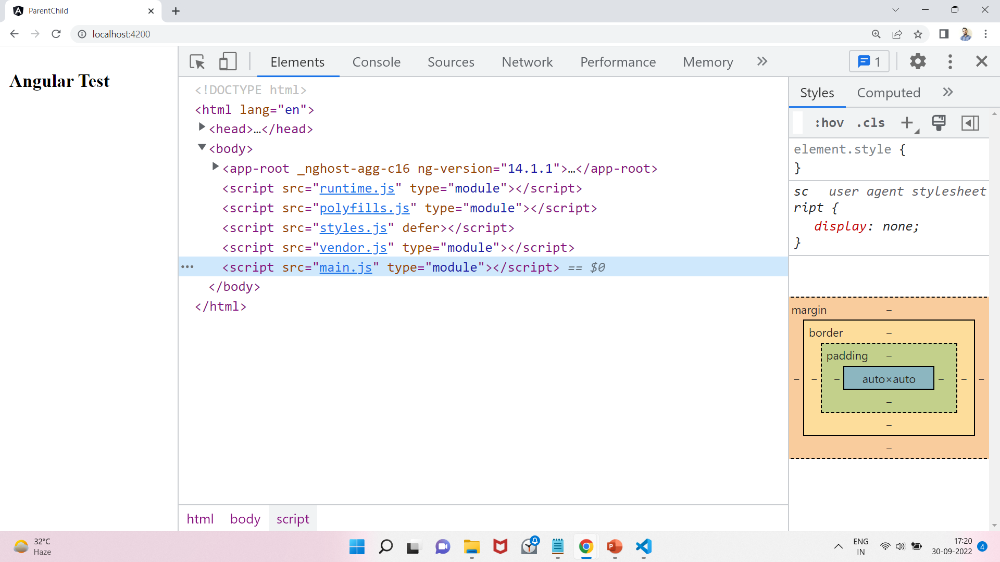 ParentChild
localhost:4200
Angular Test
Elements Console Sources Network Performance Memory 1
<!DOCTYPE html>
<html lang="en">
<head>…</head>
<body>
<app-root _nghost-agg-c16 ng-version="14.1.1">…</app-root>
<script src="runtime.js" type="module"></script>
<script src="polyfills.js" type="module"></script>
<script src="styles.js" defer></script>
<script src="vendor.js" type="module"></script>
<script src="main.js" type="module"></script> == $0
</body>
</html>
html body script
Styles Computed
:hov .cls
element.style {
}
sc user agent stylesheet
ript {
display: none;
}
margin –
border –
padding –
– – – auto×auto – – –
–
–
–
32°C
Haze
ENG
IN
17:20
30-09-2022
4